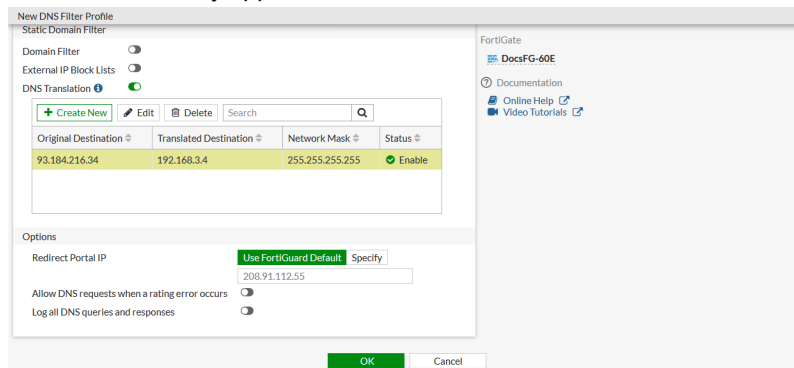 New DNS Filter Profile
Static Domain Filter
Domain Filter
External IP Block Lists
DNS Translation
Create New Edit Delete Search
Original Destination Translated Destination Network Mask Status
93.184.216.34 192.168.3.4 255.255.255.255 Enable
Options
Redirect Portal IP Use FortiGuard Default Specify
208.91.112.55
Allow DNS requests when a rating error occurs
Log all DNS queries and responses
OK Cancel
FortiGate
DocsFG-60E
Documentation
Online Help
Video Tutorials